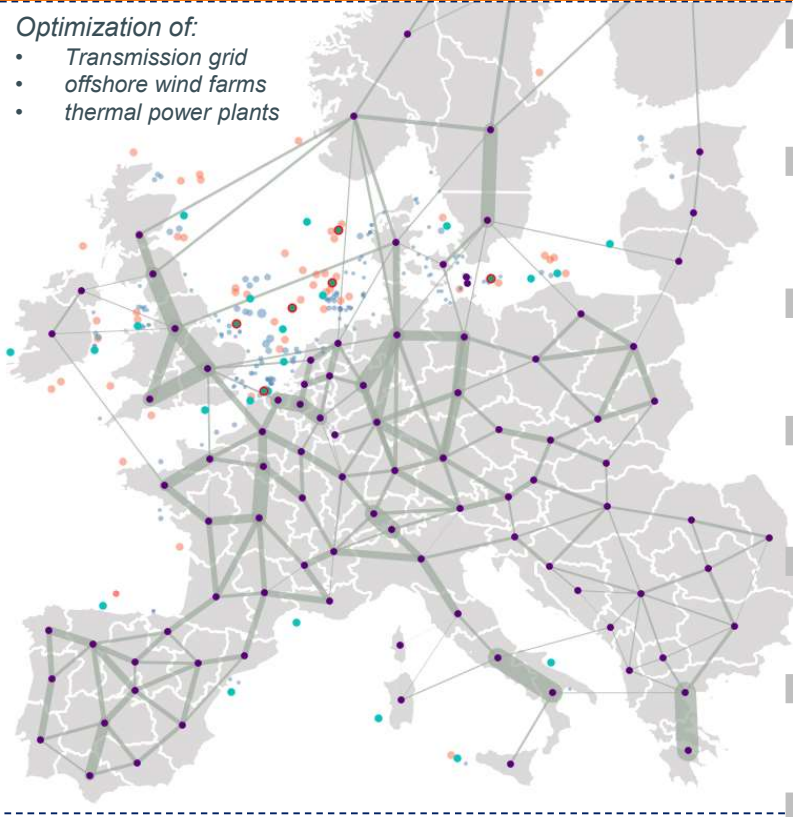 Optimization of:
• Transmission grid
• offshore wind farms
• thermal power plants